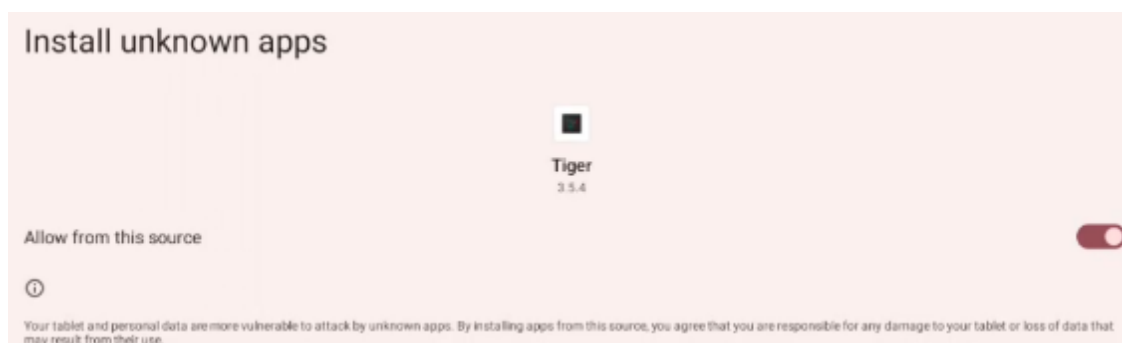 Install unknown apps
Tiger
3.5.4
Allow from this source
Your tablet and personal data are more vulnerable to attack by unknown apps. By installing apps from this source, you agree that you are responsible for any damage to your tablet or loss of data that
may result from their use.